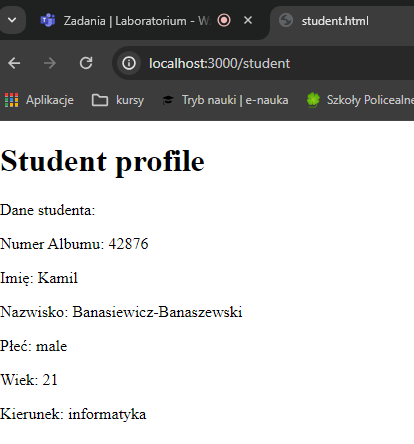 Zadania | Laboratorium - W
student.html
localhost:3000/student
Aplikacje
kursy
Tryb nauki | e-nauka
Szkoły Policealne
Student profile
Dane studenta:
Numer Albumu: 42876
Imię: Kamil
Nazwisko: Banasiewicz-Banaszewski
Płeć: male
Wiek: 21
Kierunek: informatyka